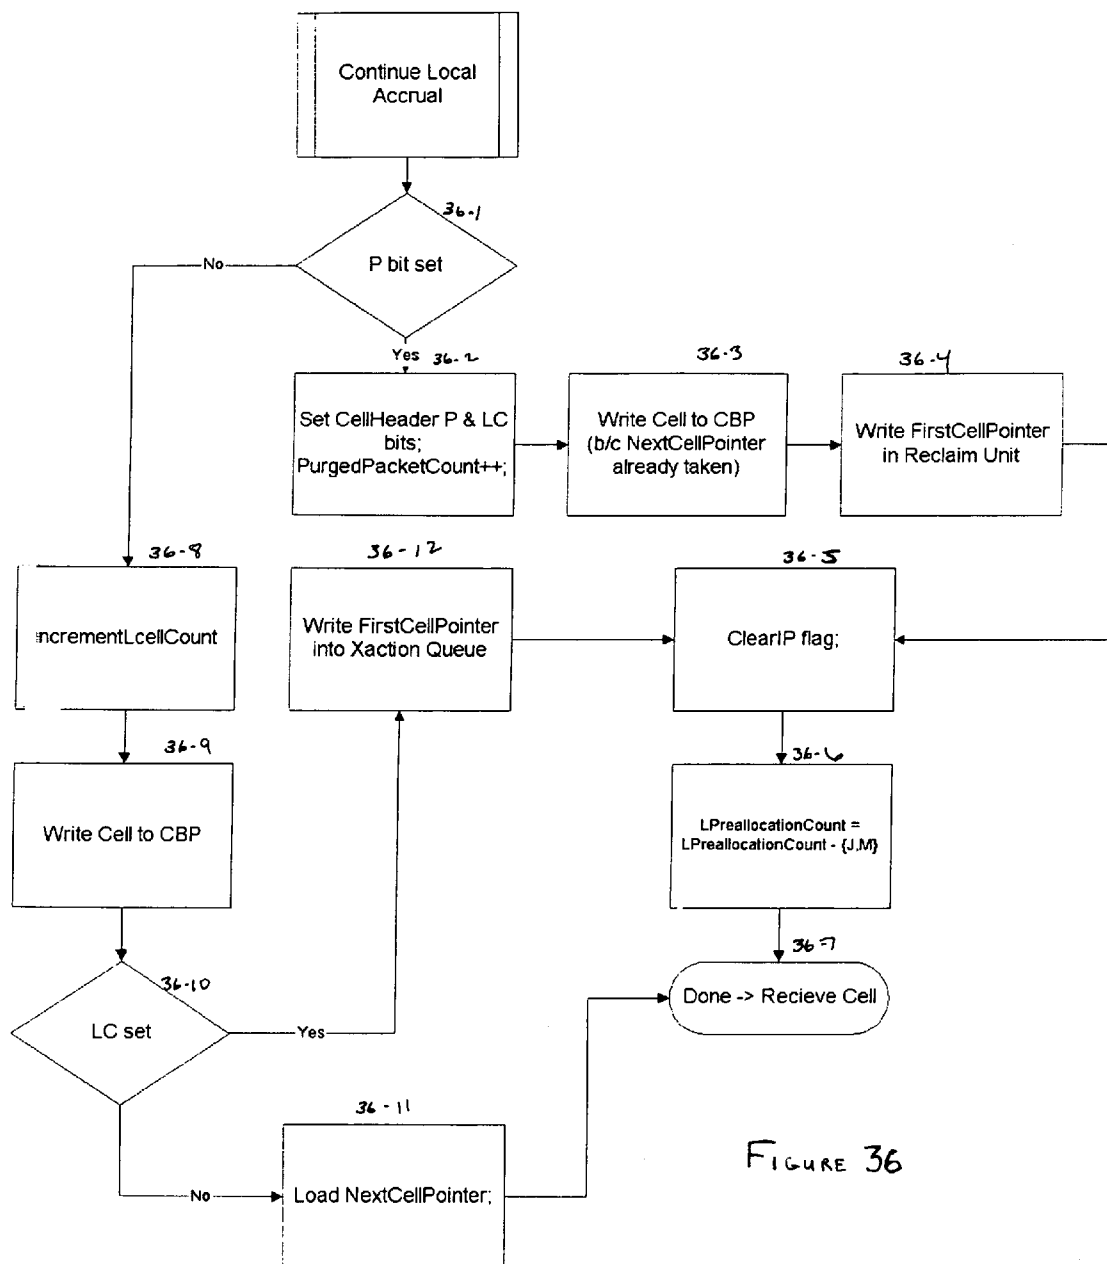 Continue Local
Accrual
36-1
P bit set
No
Yes
36-2
36-3
36-4
Set CellHeader P & LC
bits;
PurgedPacketCount++;
Write Cell to CBP
(b/c NextCellPointer
already taken)
Write FirstCellPointer
in Reclaim Unit
36-8
36-12
36-5
IncrementLcellCount
Write FirstCellPointer
into Xaction Queue
ClearIP flag;
36-9
36-6
Write Cell to CBP
LPreallocationCount =
LPreallocationCount - {J,M}
36-7
36-10
Done -> Recieve Cell
LC set
Yes
36-11
No
Load NextCellPointer;
FIGURE 36